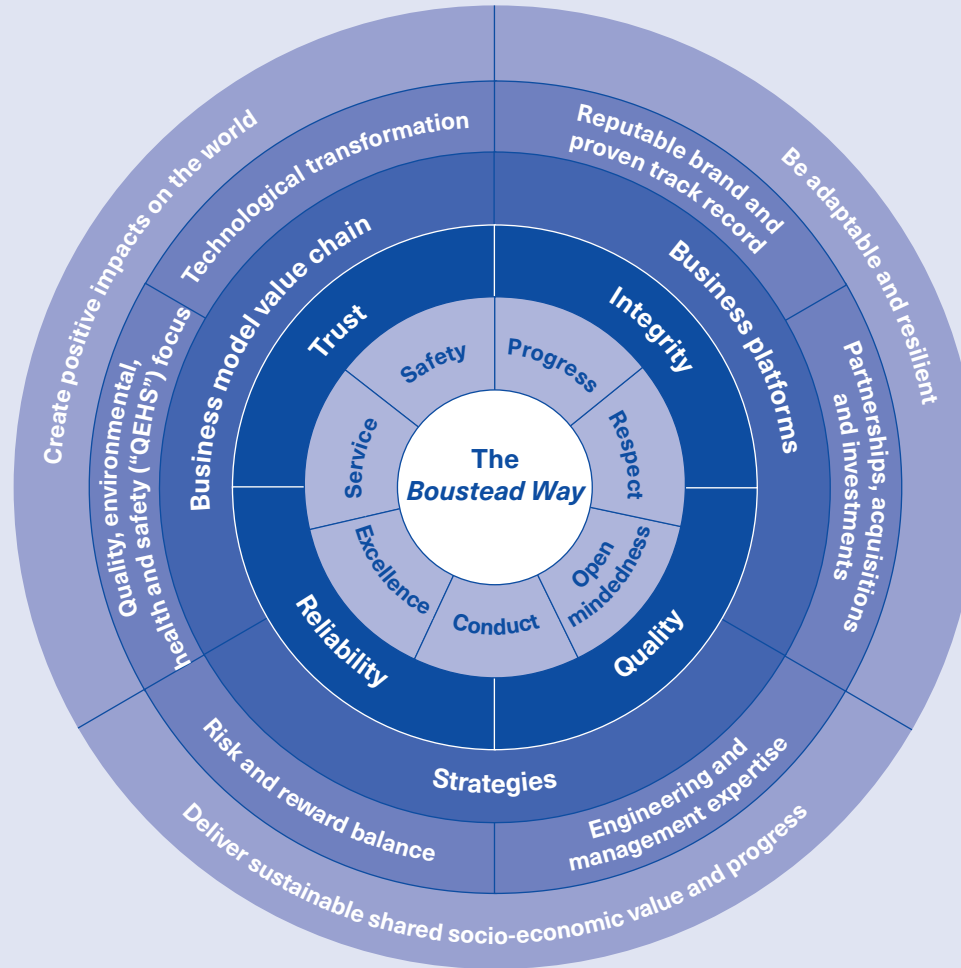 Create positive impacts on the world
Be adaptable and resilient
Deliver sustainable shared socio-economic value and progress
Technological transformation
Reputable brand and
proven track record
Partnerships, acquisitions
and investments
Engineering and
management expertise
Risk and reward balance
Quality, environmental,
health and safety (“QEHS”) focus
Business model value chain
Business platforms
Strategies
Trust
Integrity
Quality
Reliability
Safety
Progress
Respect
Open
mindedness
Conduct
Excellence
Service
The
Boustead Way